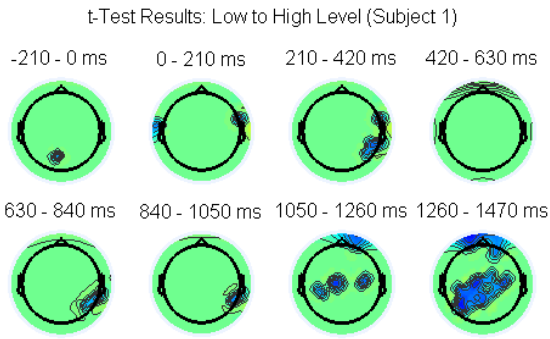 t-Test Results: Low to High Level (Subject 1)
-210 - 0 ms 0 - 210 ms 210 - 420 ms 420 - 630 ms
630 - 840 ms 840 - 1050 ms 1050 - 1260 ms 1260 - 1470 ms